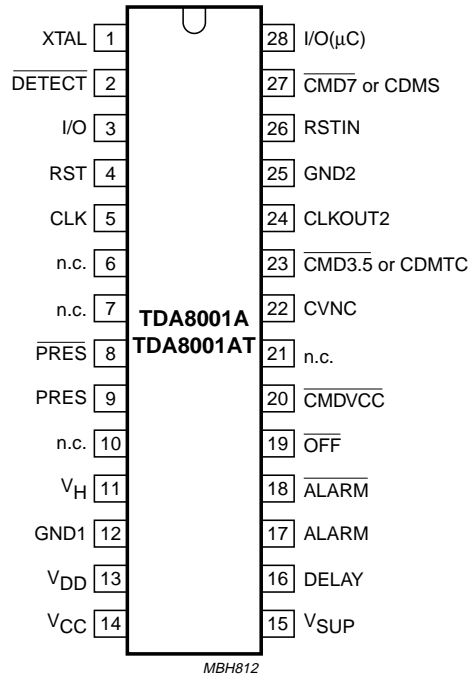 XTAL 1 28 I/O(μC)
DETECT 2 27 CMD7 or CDMS
I/O 3 26 RSTIN
RST 4 25 GND2
CLK 5 24 CLKOUT2
n.c. 6 23 CMD3.5 or CDMTC
n.c. 7 22 CVNC
TDA8001A
TDA8001AT
PRES 8 21 n.c.
PRES 9 20 CMDVCC
n.c. 10 19 OFF
VH 11 18 ALARM
GND1 12 17 ALARM
VDD 13 16 DELAY
VCC 14 15 VSUP
MBH812